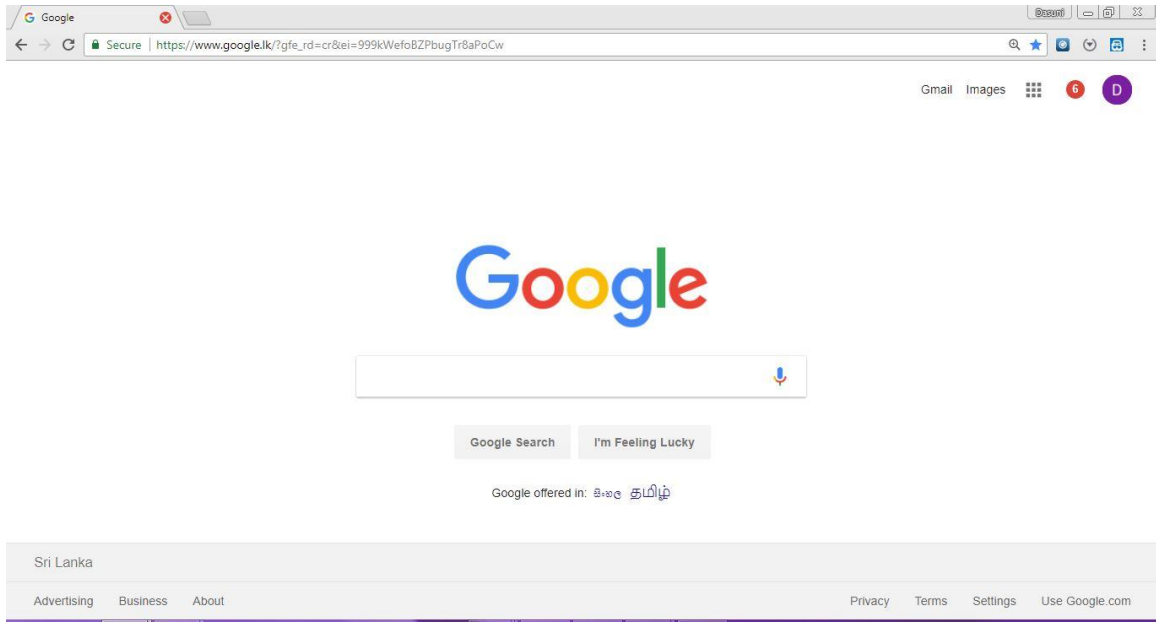 Google
Dasuni
Secure https://www.google.lk/?gfe_rd=cr&ei=999kWefoBZPbugTr8aPoCw
Gmail Images 6 D
Google
Google Search I'm Feeling Lucky
Google offered in: සිංහල தமிழ்
Sri Lanka
Advertising Business About Privacy Terms Settings Use Google.com